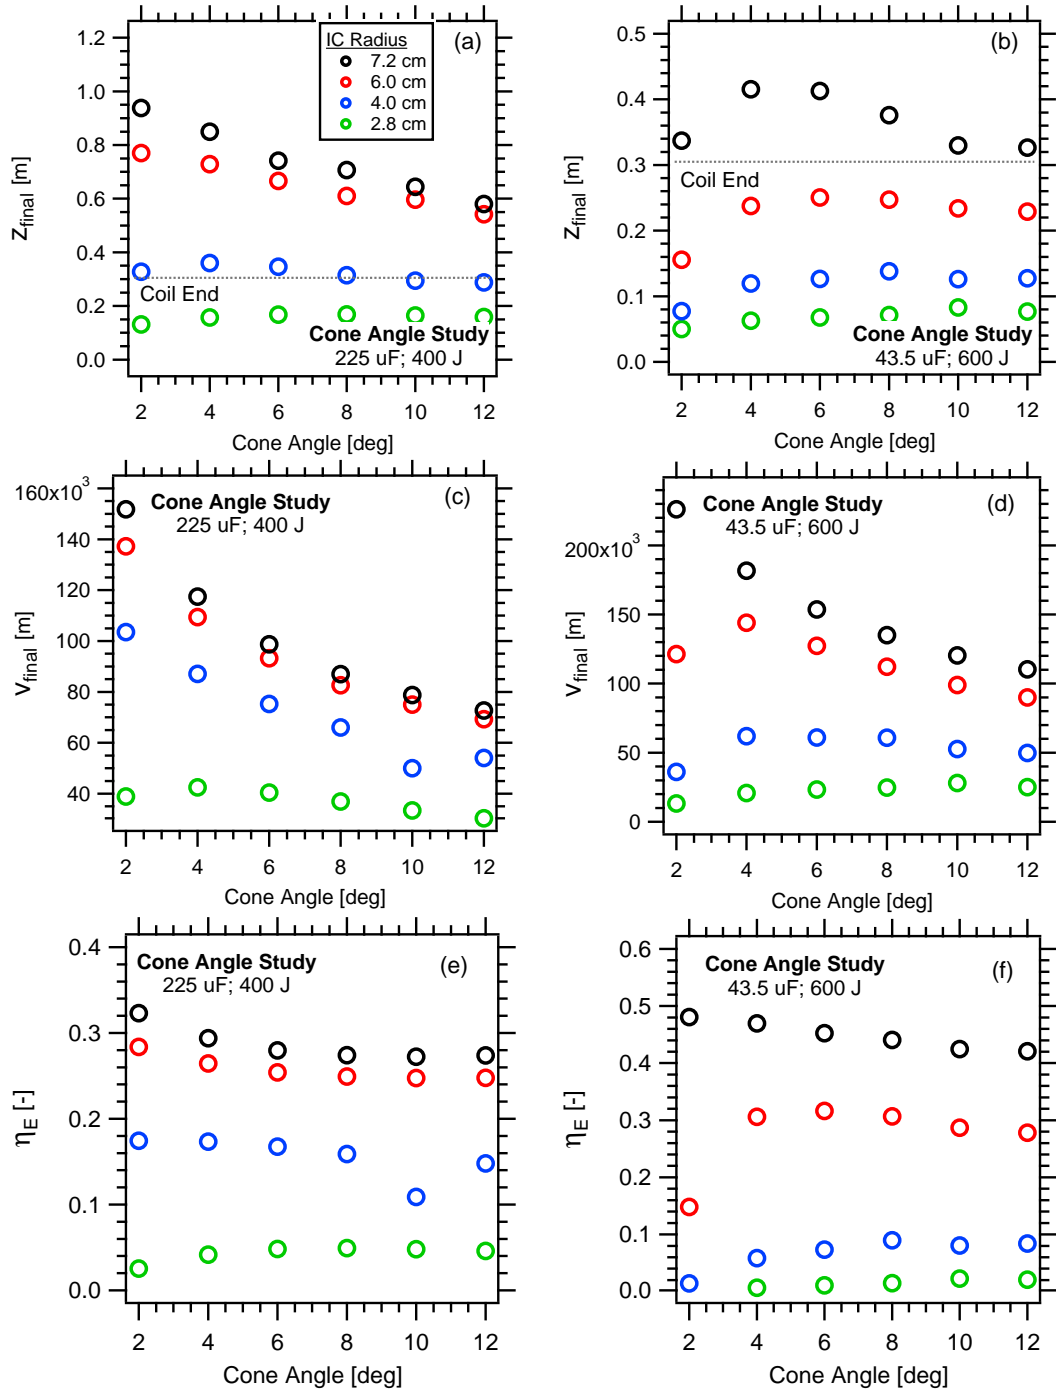 (a)
IC Radius
7.2 cm
6.0 cm
4.0 cm
2.8 cm
1.2
1.0
0.8
0.6
0.4
0.2
0.0
z_final [m]
Coil End
Cone Angle Study
225 uF; 400 J
2 4 6 8 10 12
Cone Angle [deg]
(b)
0.5
0.4
0.3
0.2
0.1
0.0
z_final [m]
Coil End
Cone Angle Study
43.5 uF; 600 J
2 4 6 8 10 12
Cone Angle [deg]
(c)
Cone Angle Study
225 uF; 400 J
160x10³
140
120
100
80
60
40
v_final [m]
2 4 6 8 10 12
Cone Angle [deg]
(d)
Cone Angle Study
43.5 uF; 600 J
200x10³
150
100
50
0
v_final [m]
2 4 6 8 10 12
Cone Angle [deg]
(e)
Cone Angle Study
225 uF; 400 J
0.4
0.3
0.2
0.1
0.0
η_E [-]
2 4 6 8 10 12
Cone Angle [deg]
(f)
Cone Angle Study
43.5 uF; 600 J
0.6
0.5
0.4
0.3
0.2
0.1
0.0
η_E [-]
2 4 6 8 10 12
Cone Angle [deg]